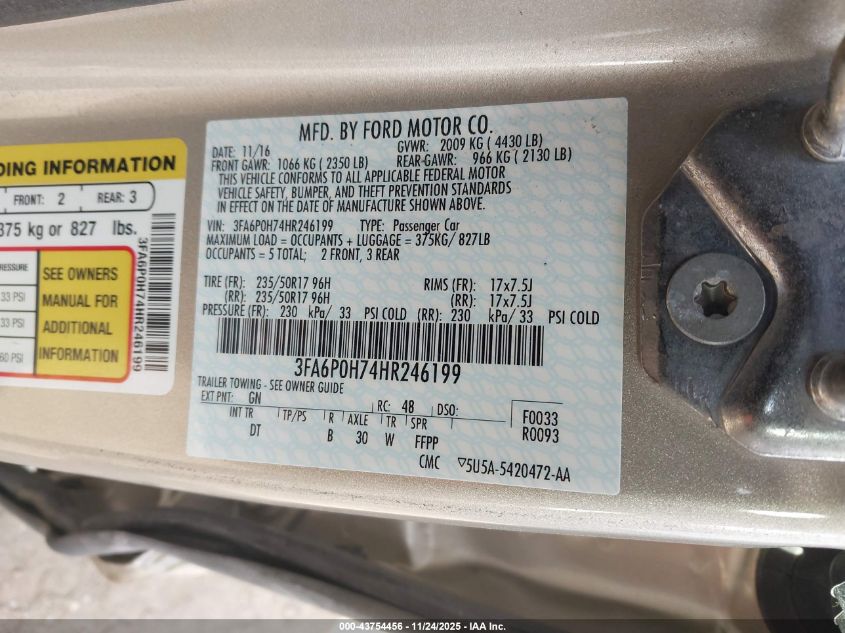 DING INFORMATION
FRONT: 2 REAR: 3
375 kg or 827 lbs.
RESSURE
33 PSI
33 PSI
60 PSI
SEE OWNERS
MANUAL FOR
ADDITIONAL
INFORMATION
3FA6P0H74HR246199
MFD. BY FORD MOTOR CO.
DATE: 11/16 GVWR: 2009 KG ( 4430 LB)
FRONT GAWR: 1066 KG ( 2350 LB) REAR-GAWR: 966 KG ( 2130 LB)
THIS VEHICLE CONFORMS TO ALL APPLICABLE FEDERAL MOTOR
VEHICLE SAFETY, BUMPER, AND THEFT PREVENTION STANDARDS
IN EFFECT ON THE DATE OF MANUFACTURE SHOWN ABOVE.
VIN: 3FA6P0H74HR246199 TYPE: Passenger Car
MAXIMUM LOAD = OCCUPANTS + LUGGAGE = 375KG/ 827LB
OCCUPANTS = 5 TOTAL; 2 FRONT, 3 REAR
TIRE (FR): 235/50R17 96H RIMS (FR): 17x7.5J
(RR): 235/50R17 96H (RR): 17x7.5J
PRESSURE (FR): 230 kPa/ 33 PSI COLD (RR): 230 kPa/ 33 PSI COLD
3FA6P0H74HR246199
TRAILER TOWING - SEE OWNER GUIDE
EXT PNT: GN RC: 48 DSO: F0033
INT TR TP/PS R AXLE TR SPR R0093
DT B 30 W FFPP
CMC ▽5U5A-5420472-AA
000-43754456 - 11/24/2025 - IAA Inc.